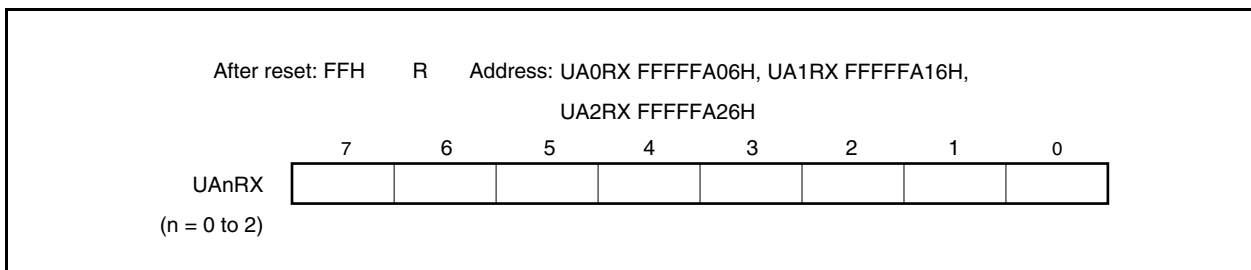 After reset: FFH R Address: UA0RX FFFFFA06H, UA1RX FFFFFA16H,
UA2RX FFFFFA26H
7 6 5 4 3 2 1 0
UAnRX
(n = 0 to 2)